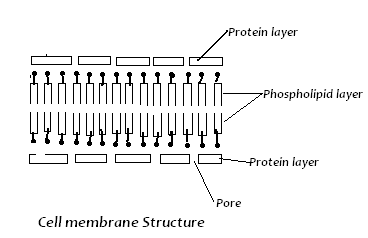 Protein layer
Phospholipid layer
Protein layer
Pore
Cell membrane Structure